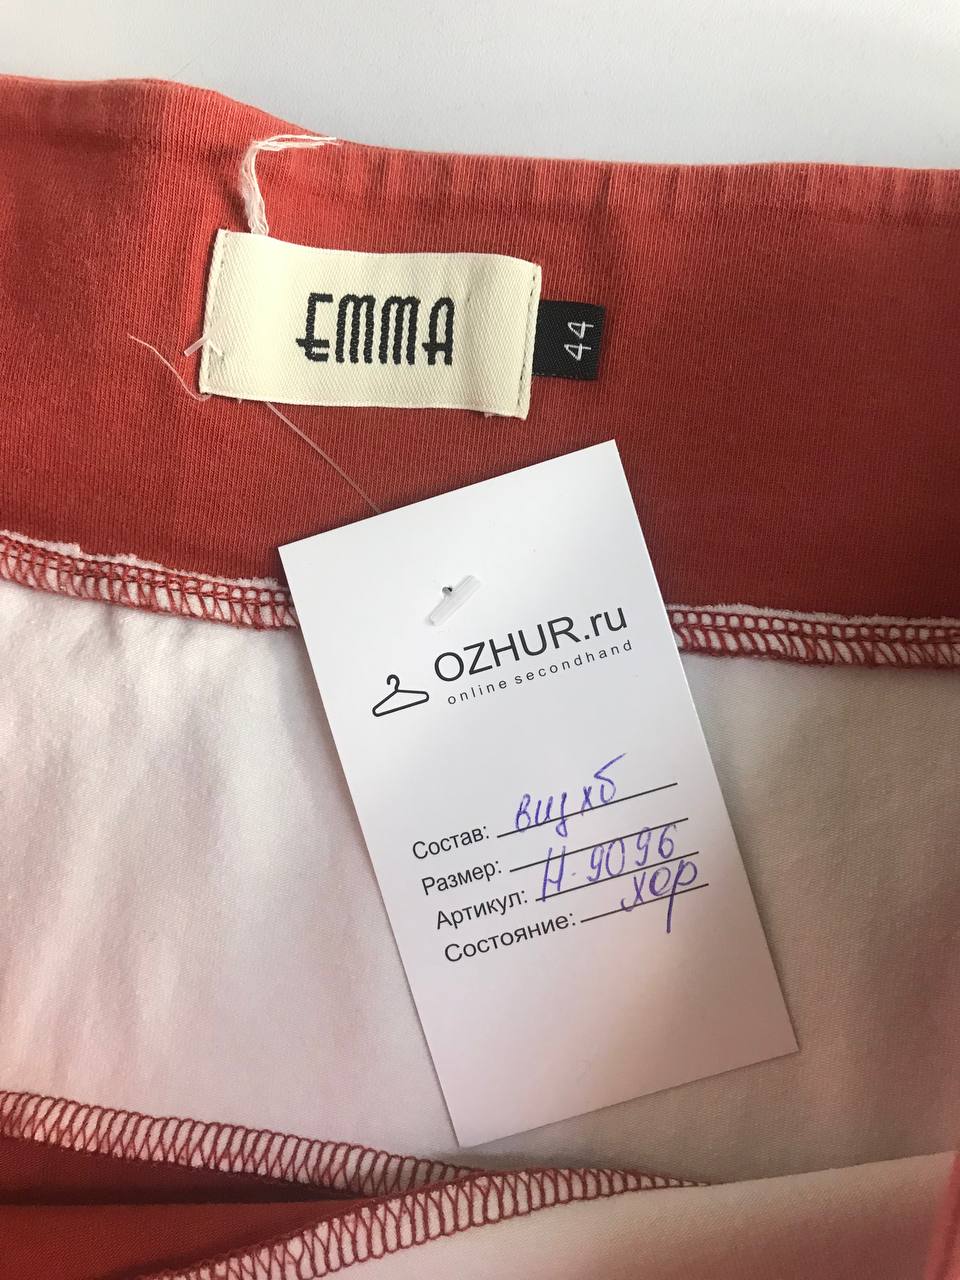 EMMA
44
OZHUR.ru
online secondhand
Состав: виз хб
Размер:
Артикул: Н-9096
Состояние: хор